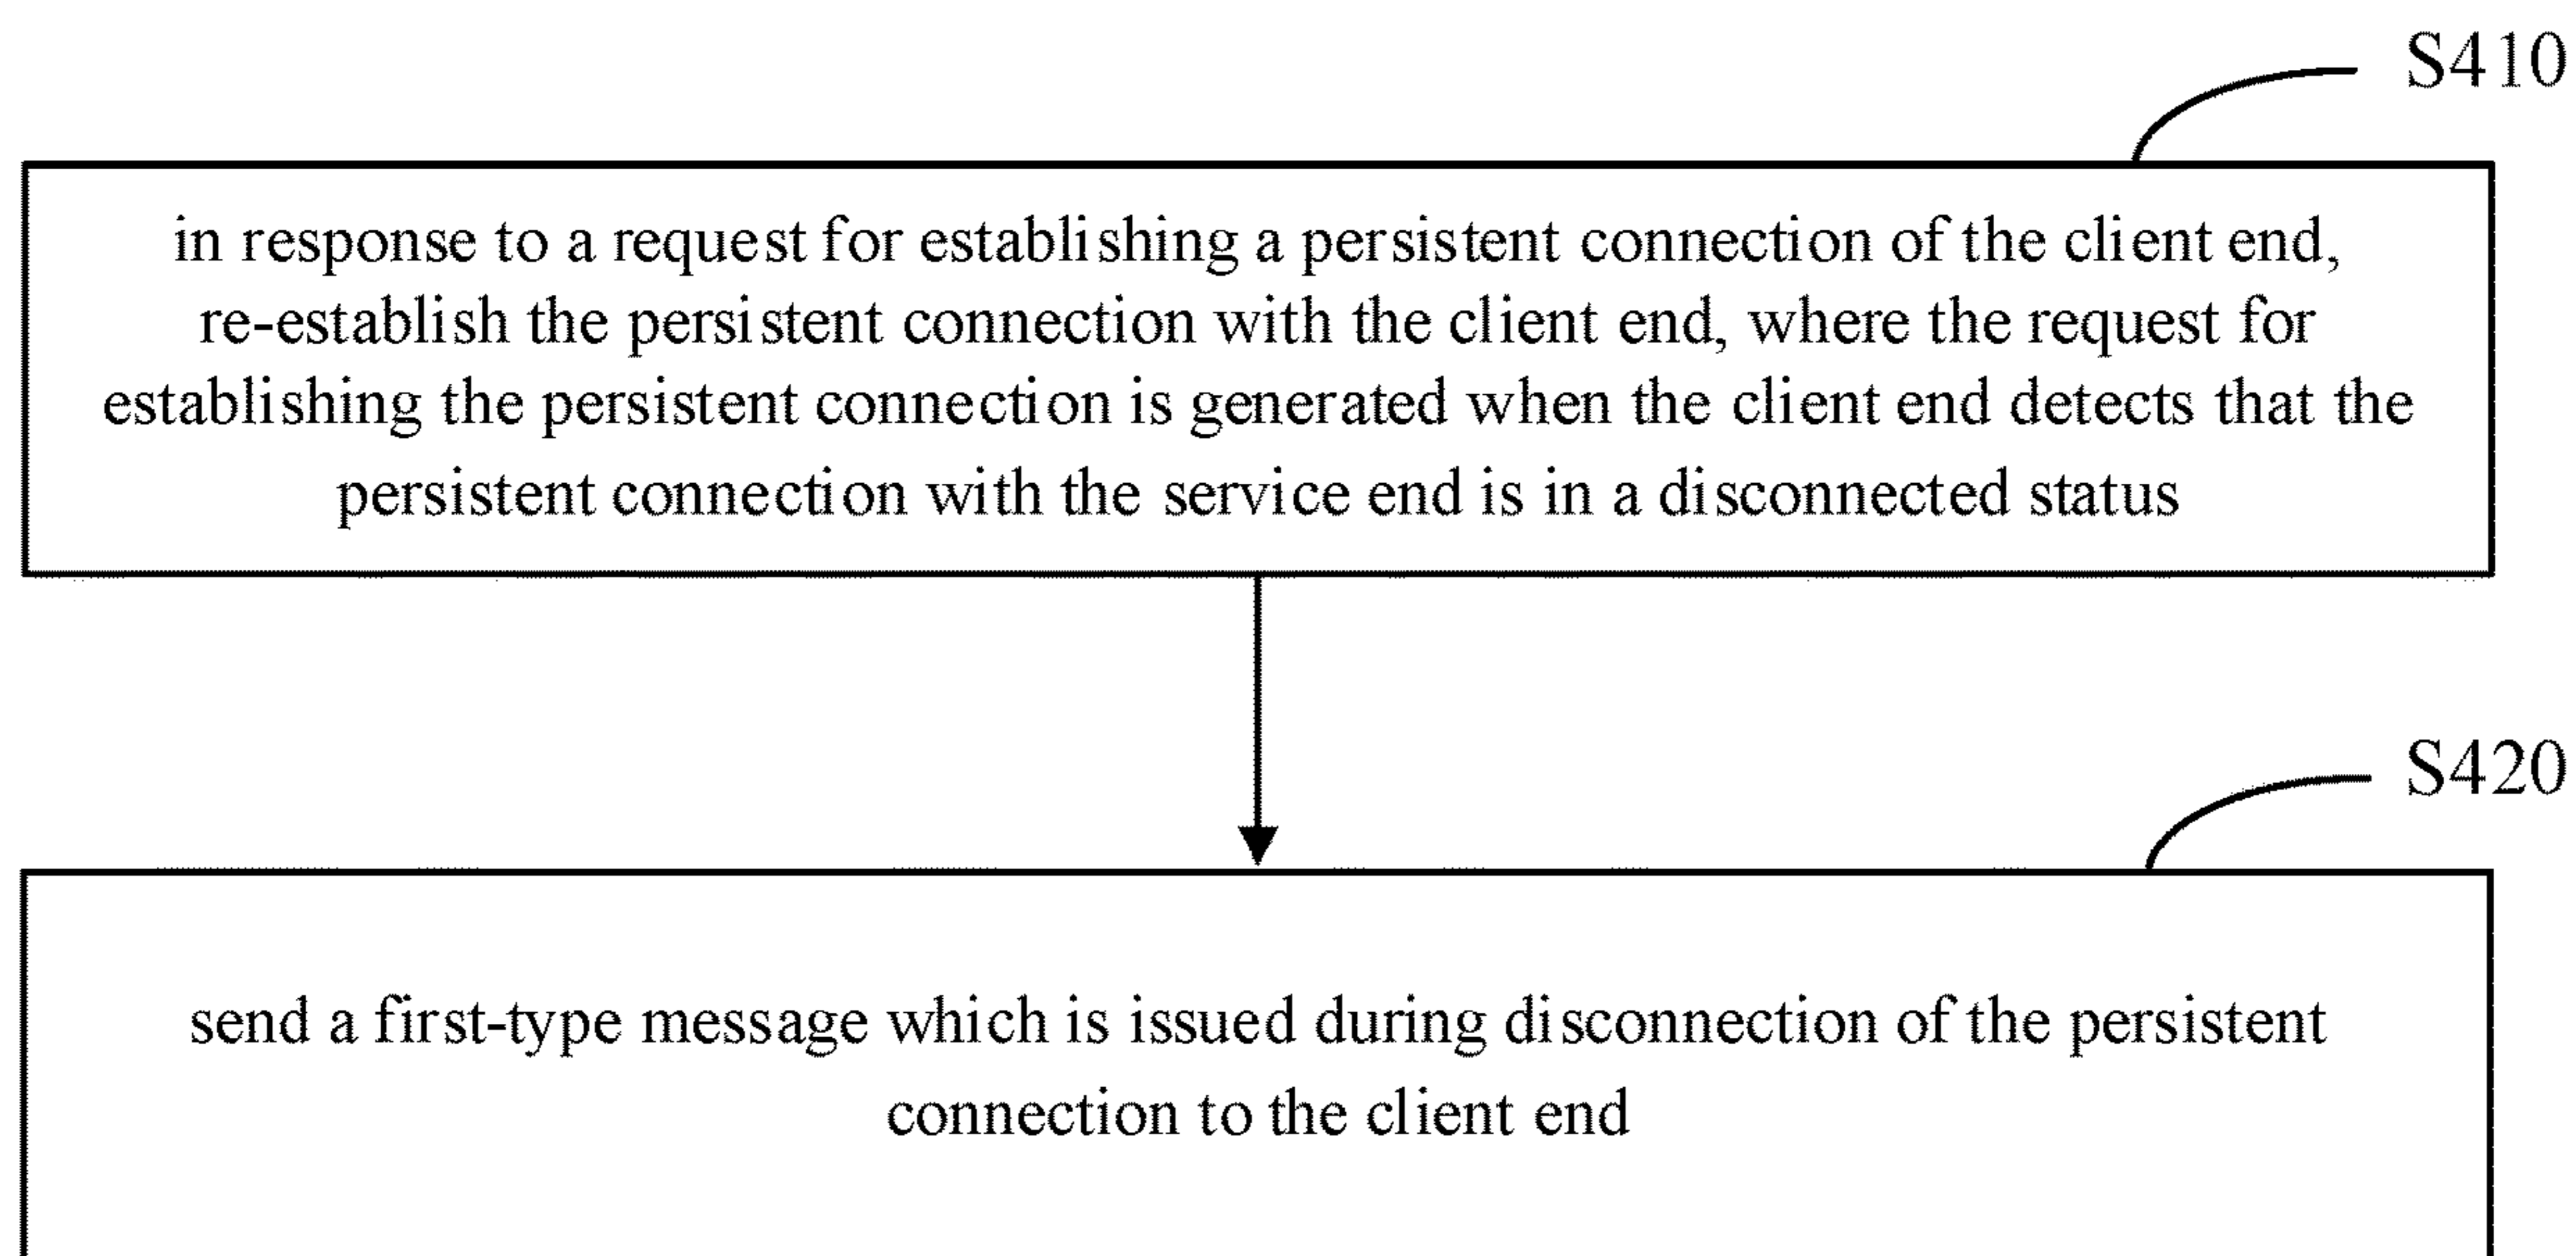 S410
in response to a request for establishing a persistent connection of the client end,
re-establish the persistent connection with the client end, where the request for
establishing the persistent connection is generated when the client end detects that the
persistent connection with the service end is in a disconnected status
S420
send a first-type message which is issued during disconnection of the persistent
connection to the client end